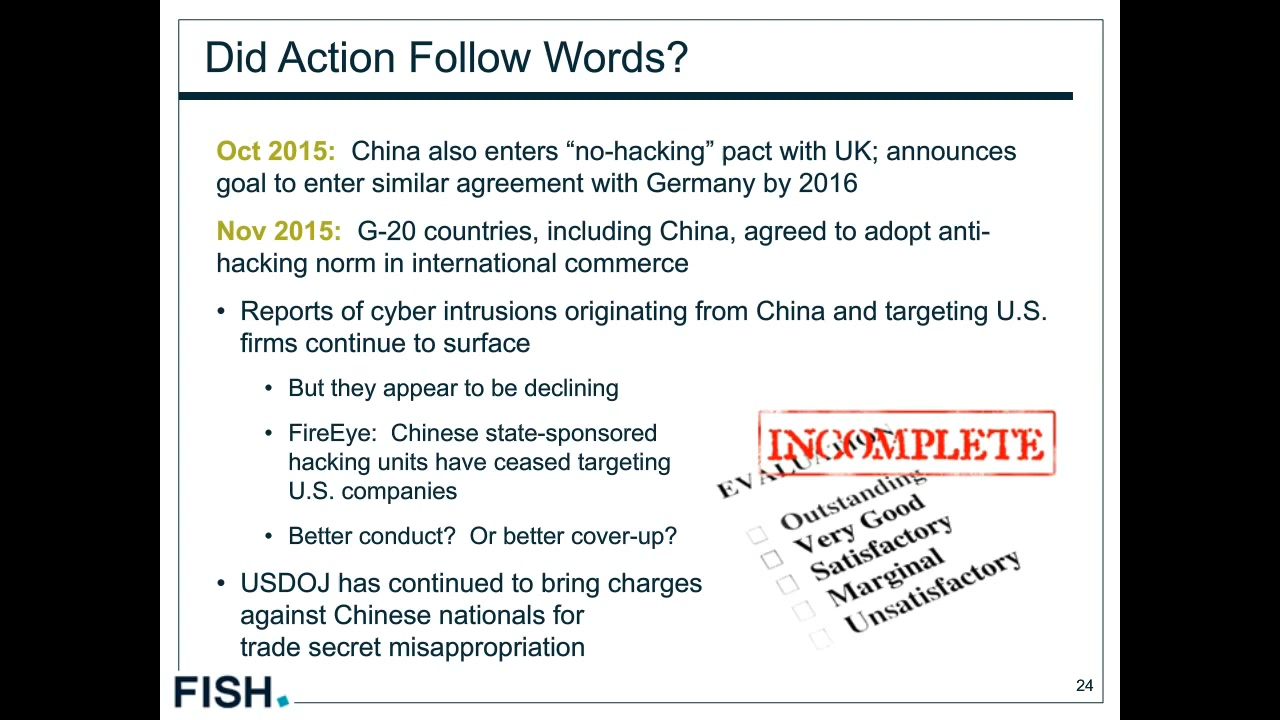 Did Action Follow Words?
Oct 2015:  China also enters “no-hacking” pact with UK; announces
goal to enter similar agreement with Germany by 2016
Nov 2015:  G-20 countries, including China, agreed to adopt anti-
hacking norm in international commerce
• Reports of cyber intrusions originating from China and targeting U.S.
firms continue to surface
• But they appear to be declining
• FireEye:  Chinese state-sponsored
hacking units have ceased targeting
U.S. companies
• Better conduct?  Or better cover-up?
• USDOJ has continued to bring charges
against Chinese nationals for
trade secret misappropriation
INCOMPLETE
EVALUATION
Outstanding
Very Good
Satisfactory
Marginal
Unsatisfactory
FISH.
24